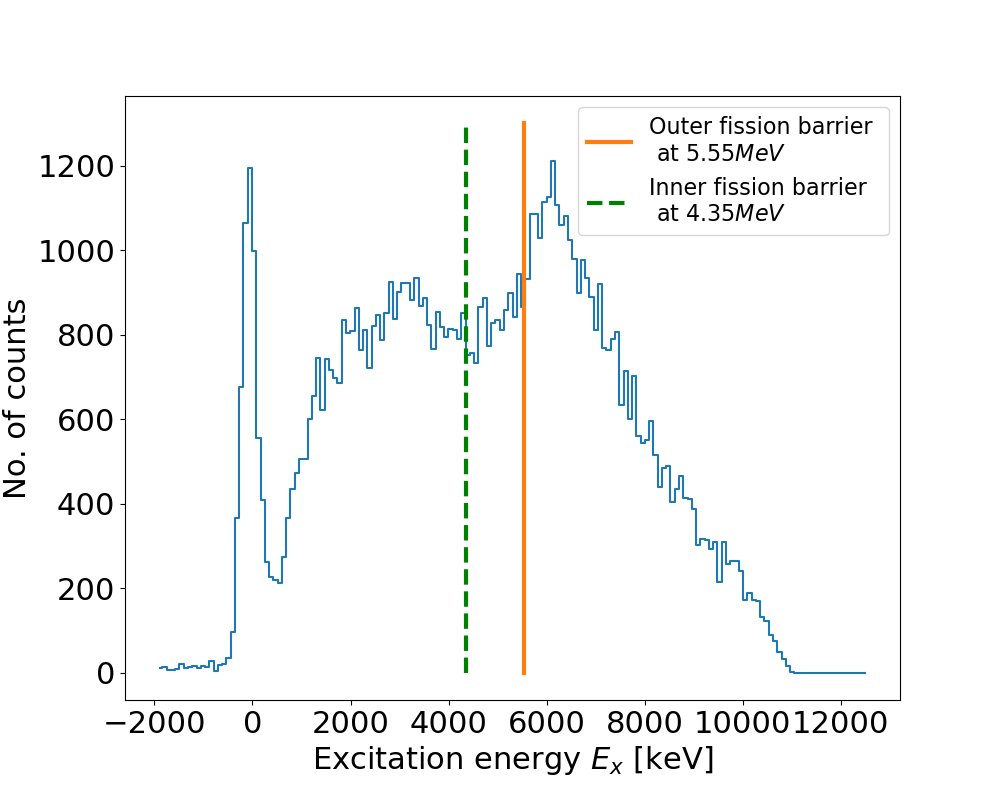 Outer fission barrier
at 5.55MeV
Inner fission barrier
at 4.35MeV
1200
1000
800
600
400
200
0
No. of counts
−2000 0 2000 4000 6000 8000 10000 12000
Excitation energy Eₓ [keV]